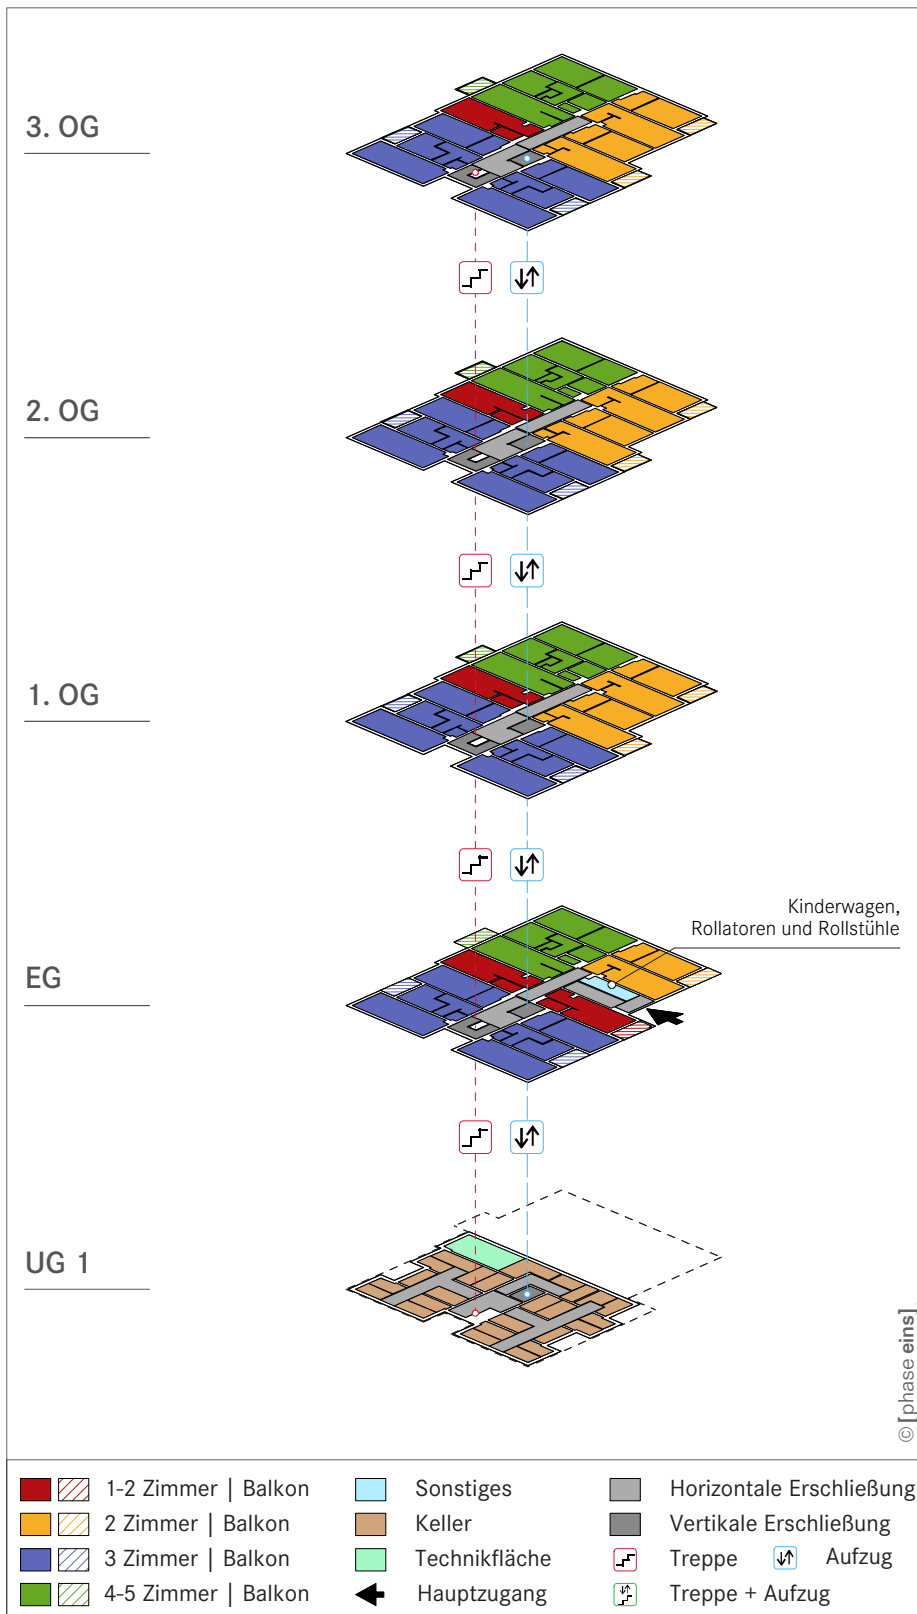 3. OG
2. OG
1. OG
Kinderwagen,
Rollatoren und Rollstühle
EG
UG 1
© [phase eins]
1-2 Zimmer | Balkon
2 Zimmer | Balkon
3 Zimmer | Balkon
4-5 Zimmer | Balkon
Sonstiges
Keller
Technikfläche
Hauptzugang
Horizontale Erschließung
Vertikale Erschließung
Treppe
Aufzug
Treppe + Aufzug